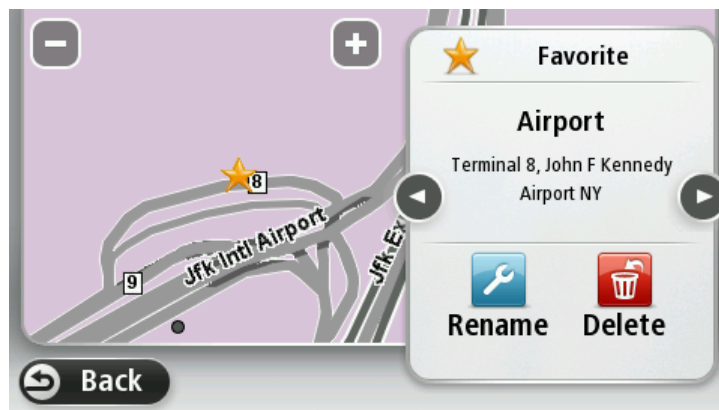 Favorite
Airport
Terminal 8, John F Kennedy
Airport NY
Rename Delete
8
Jfk Intl Airport
Jfk Ex
9
Back